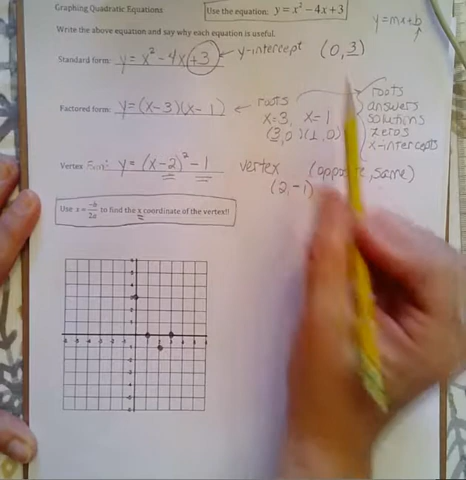 Graphing Quadratic Equations
Use the equation: y = x² − 4x + 3
y = mx + b
Write the above equation and say why each equation is useful.
Standard form: y = x² − 4x + 3 ← y-intercept (0, 3)
roots
answers
solutions
zeros
x-intercepts
Factored form: y = (x − 3)(x − 1) ← roots
x = 3, x = 1
(3, 0) (1, 0)
Vertex Form: y = (x − 2)² − 1 vertex (opposite, same)
(2, −1)
Use x = −b/2a to find the x coordinate of the vertex!!